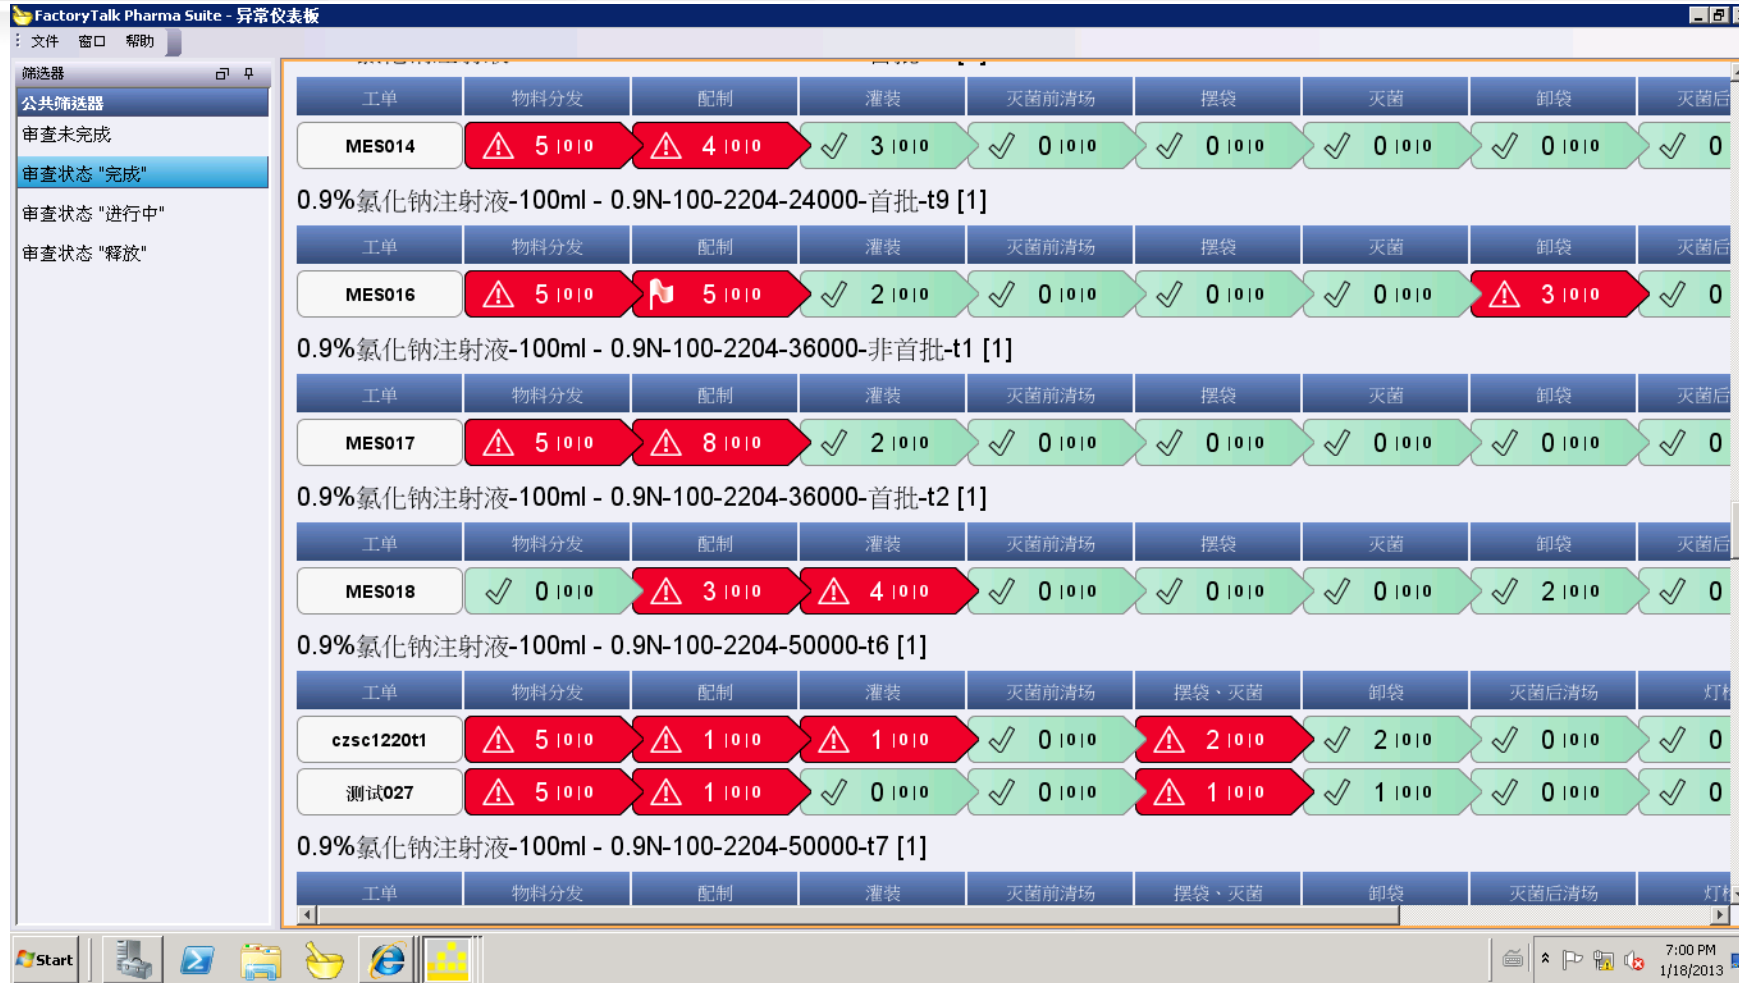 FactoryTalk Pharma Suite - 异常仪表板
文件 窗口 帮助
筛选器
公共筛选器
审查未完成
审查状态 "完成"
审查状态 "进行中"
审查状态 "释放"
工单 物料分发 配制 灌装 灭菌前清场 摆袋 灭菌 卸袋 灭菌后
MES014 5|0|0 4|0|0 3|0|0 0|0|0 0|0|0 0|0|0 0|0|0 0
0.9%氯化钠注射液-100ml - 0.9N-100-2204-24000-首批-t9 [1]
工单 物料分发 配制 灌装 灭菌前清场 摆袋 灭菌 卸袋 灭菌后
MES016 5|0|0 5|0|0 2|0|0 0|0|0 0|0|0 0|0|0 3|0|0 0
0.9%氯化钠注射液-100ml - 0.9N-100-2204-36000-非首批-t1 [1]
工单 物料分发 配制 灌装 灭菌前清场 摆袋 灭菌 卸袋 灭菌后
MES017 5|0|0 8|0|0 2|0|0 0|0|0 0|0|0 0|0|0 0|0|0 0
0.9%氯化钠注射液-100ml - 0.9N-100-2204-36000-首批-t2 [1]
工单 物料分发 配制 灌装 灭菌前清场 摆袋 灭菌 卸袋 灭菌后
MES018 0|0|0 3|0|0 4|0|0 0|0|0 0|0|0 0|0|0 2|0|0 0
0.9%氯化钠注射液-100ml - 0.9N-100-2204-50000-t6 [1]
工单 物料分发 配制 灌装 灭菌前清场 摆袋、灭菌 卸袋 灭菌后清场 灯
czsc1220t1 5|0|0 1|0|0 1|0|0 0|0|0 2|0|0 2|0|0 0|0|0 0
测试027 5|0|0 1|0|0 0|0|0 0|0|0 1|0|0 1|0|0 0|0|0 0
0.9%氯化钠注射液-100ml - 0.9N-100-2204-50000-t7 [1]
工单 物料分发 配制 灌装 灭菌前清场 摆袋、灭菌 卸袋 灭菌后清场 灯
Start
7:00 PM
1/18/2013